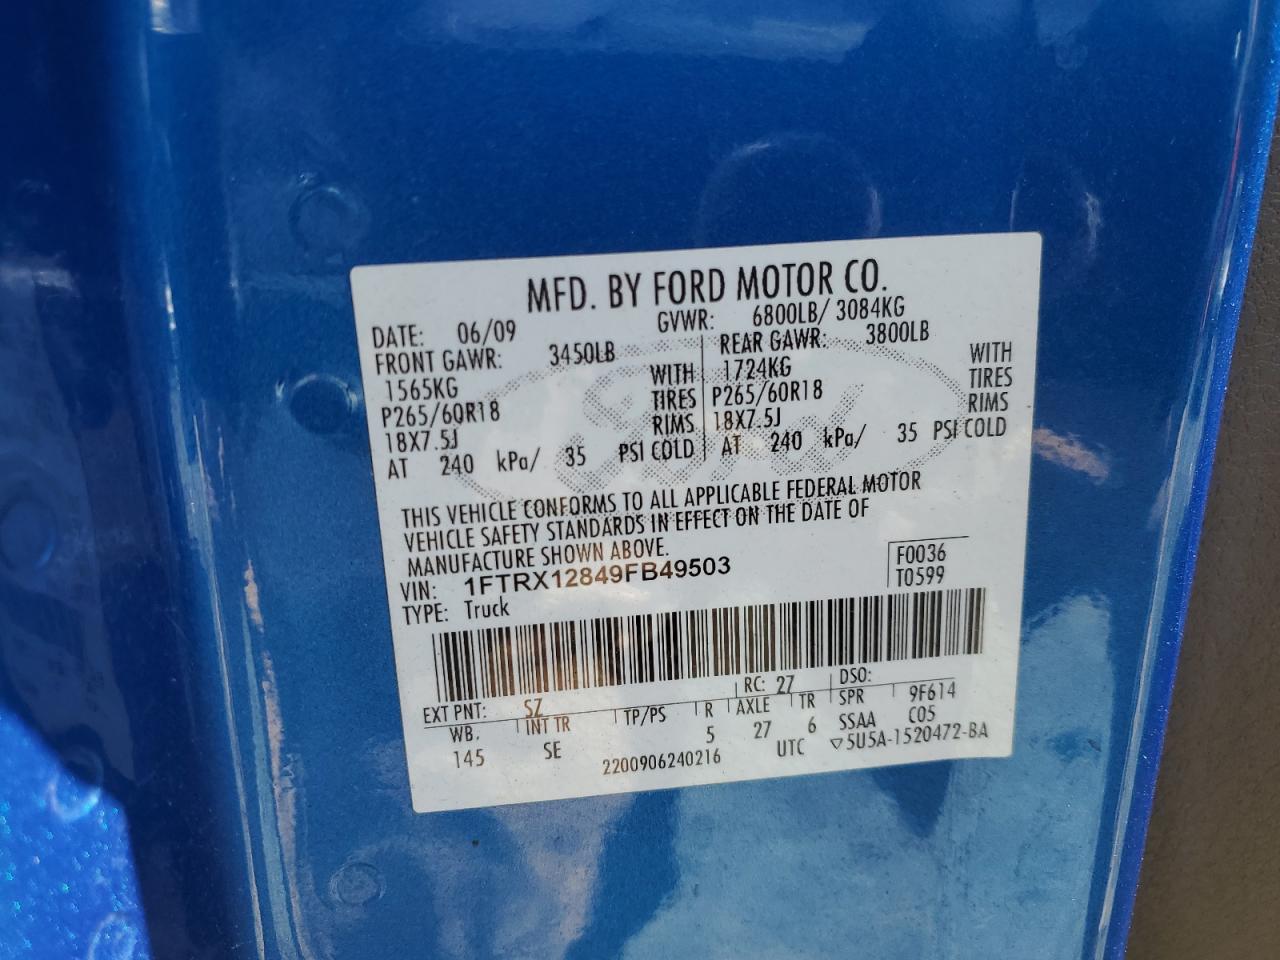 MFD. BY FORD MOTOR CO.
DATE: 06/09 GVWR: 6800LB/ 3084KG
FRONT GAWR: 3450LB REAR GAWR: 3800LB
1565KG WITH 1724KG WITH
P265/60R18 TIRES P265/60R18 TIRES
18X7.5J RIMS 18X7.5J RIMS
AT 240 kPa/ 35 PSI COLD AT 240 kPa/ 35 PSI COLD
THIS VEHICLE CONFORMS TO ALL APPLICABLE FEDERAL MOTOR
VEHICLE SAFETY STANDARDS IN EFFECT ON THE DATE OF
MANUFACTURE SHOWN ABOVE.
VIN: 1FTRX12849FB49503 F0036
TYPE: Truck T0599
EXT PNT: SZ RC: 27 DSO:
WB. INT TR TP/PS R AXLE TR SPR 9F614
145 SE 5 27 6 SSAA C05
2200906240216 UTC ▽5U5A-1520472-BA
Ford